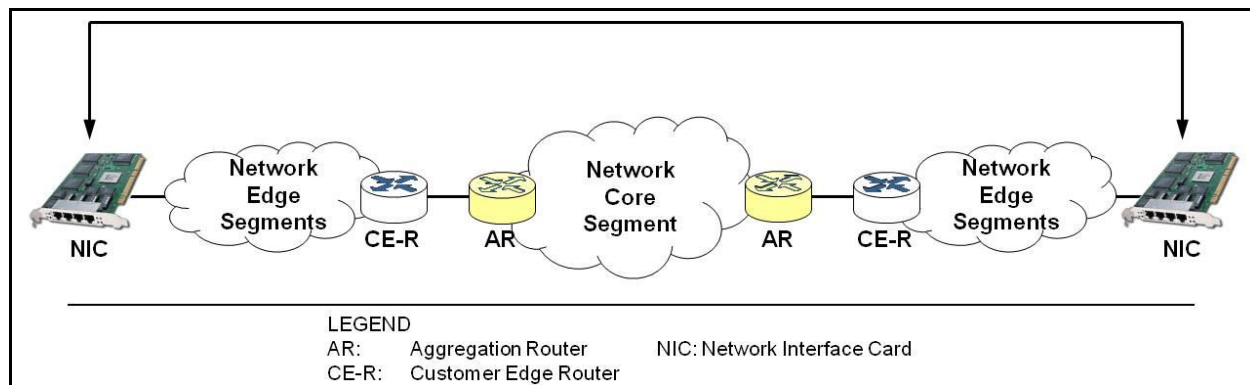 Network
Edge
Segments
Network
Core
Segment
Network
Edge
Segments
NIC
CE-R
AR
AR
CE-R
NIC
LEGEND
AR: Aggregation Router NIC: Network Interface Card
CE-R: Customer Edge Router